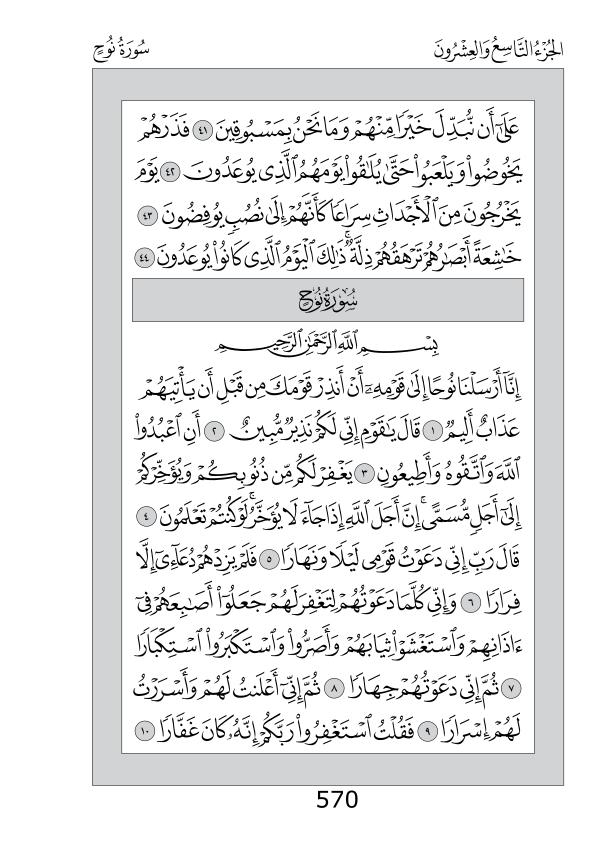 الجُزْءُ التَّاسِعُ وَالعِشْرُونَ
سُورَةُ نُوحٍ
عَلَىٰٓ أَن نُّبَدِّلَ خَيْرًا مِّنْهُمْ وَمَا نَحْنُ بِمَسْبُوقِينَ ٤١ فَذَرْهُمْ
يَخُوضُوا۟ وَيَلْعَبُوا۟ حَتَّىٰ يُلَٰقُوا۟ يَوْمَهُمُ ٱلَّذِى يُوعَدُونَ ٤٢ يَوْمَ
يَخْرُجُونَ مِنَ ٱلْأَجْدَاثِ سِرَاعًا كَأَنَّهُمْ إِلَىٰ نُصُبٍ يُوفِضُونَ ٤٣
خَٰشِعَةً أَبْصَٰرُهُمْ تَرْهَقُهُمْ ذِلَّةٌ ۚ ذَٰلِكَ ٱلْيَوْمُ ٱلَّذِى كَانُوا۟ يُوعَدُونَ ٤٤
سُورَةُ نُوحٍ
بِسْمِ ٱللَّهِ ٱلرَّحْمَٰنِ ٱلرَّحِيمِ
إِنَّآ أَرْسَلْنَا نُوحًا إِلَىٰ قَوْمِهِۦٓ أَنْ أَنذِرْ قَوْمَكَ مِن قَبْلِ أَن يَأْتِيَهُمْ
عَذَابٌ أَلِيمٌ ١ قَالَ يَٰقَوْمِ إِنِّى لَكُمْ نَذِيرٌ مُّبِينٌ ٢ أَنِ ٱعْبُدُوا۟
ٱللَّهَ وَٱتَّقُوهُ وَأَطِيعُونِ ٣ يَغْفِرْ لَكُم مِّن ذُنُوبِكُمْ وَيُؤَخِّرْكُمْ
إِلَىٰٓ أَجَلٍ مُّسَمًّى ۚ إِنَّ أَجَلَ ٱللَّهِ إِذَا جَآءَ لَا يُؤَخَّرُ ۖ لَوْ كُنتُمْ تَعْلَمُونَ ٤
قَالَ رَبِّ إِنِّى دَعَوْتُ قَوْمِى لَيْلًا وَنَهَارًا ٥ فَلَمْ يَزِدْهُمْ دُعَآءِىٓ إِلَّا
فِرَارًا ٦ وَإِنِّى كُلَّمَا دَعَوْتُهُمْ لِتَغْفِرَ لَهُمْ جَعَلُوٓا۟ أَصَٰبِعَهُمْ فِىٓ
ءَاذَانِهِمْ وَٱسْتَغْشَوْا۟ ثِيَابَهُمْ وَأَصَرُّوا۟ وَٱسْتَكْبَرُوا۟ ٱسْتِكْبَارًا
٧ ثُمَّ إِنِّى دَعَوْتُهُمْ جِهَارًا ٨ ثُمَّ إِنِّىٓ أَعْلَنتُ لَهُمْ وَأَسْرَرْتُ
لَهُمْ إِسْرَارًا ٩ فَقُلْتُ ٱسْتَغْفِرُوا۟ رَبَّكُمْ إِنَّهُۥ كَانَ غَفَّارًا ١٠
570